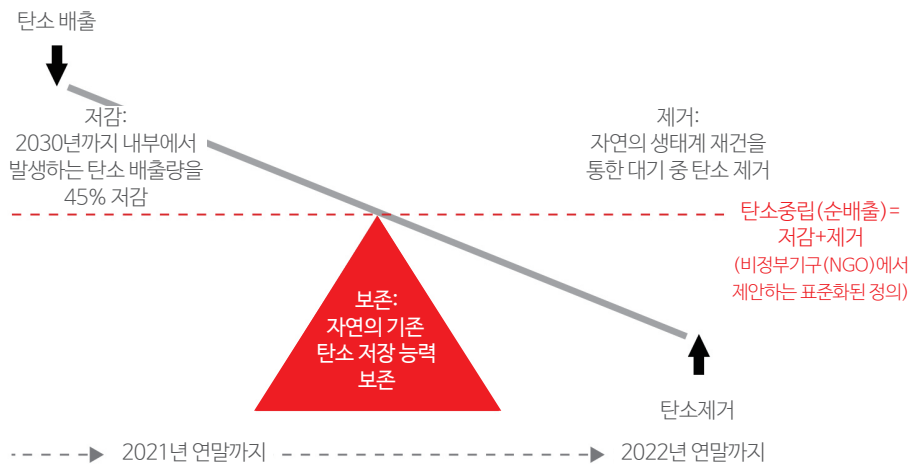 탄소 배출
저감:
2030년까지 내부에서
발생하는 탄소 배출량을
45% 저감
제거:
자연의 생태계 재건을
통한 대기 중 탄소 제거
탄소중립(순배출)=
저감+제거
(비정부기구(NGO)에서
제안하는 표준화된 정의)
보존:
자연의 기존
탄소 저장 능력
보존
탄소제거
2021년 연말까지
2022년 연말까지